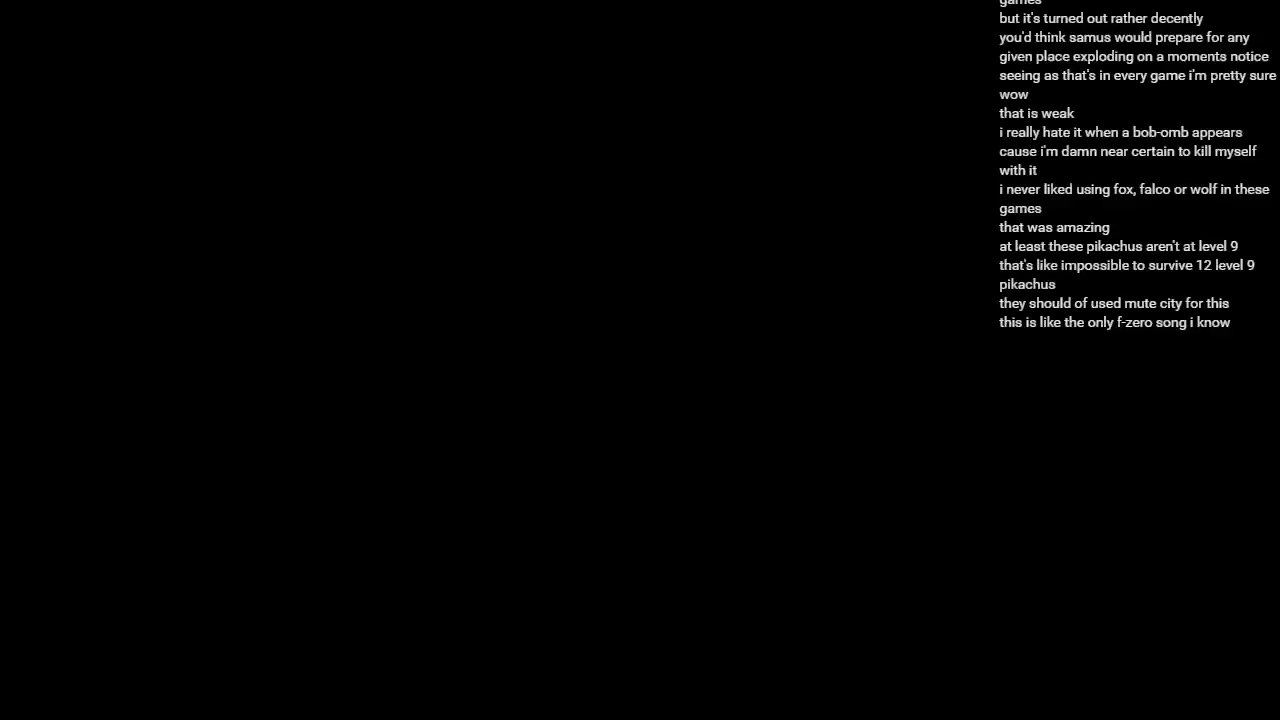 games
but it's turned out rather decently
you'd think samus would prepare for any
given place exploding on a moments notice
seeing as that's in every game i'm pretty sure
wow
that is weak
i really hate it when a bob-omb appears
cause i'm damn near certain to kill myself
with it
i never liked using fox, falco or wolf in these
games
that was amazing
at least these pikachus aren't at level 9
that's like impossible to survive 12 level 9
pikachus
they should of used mute city for this
this is like the only f-zero song i know